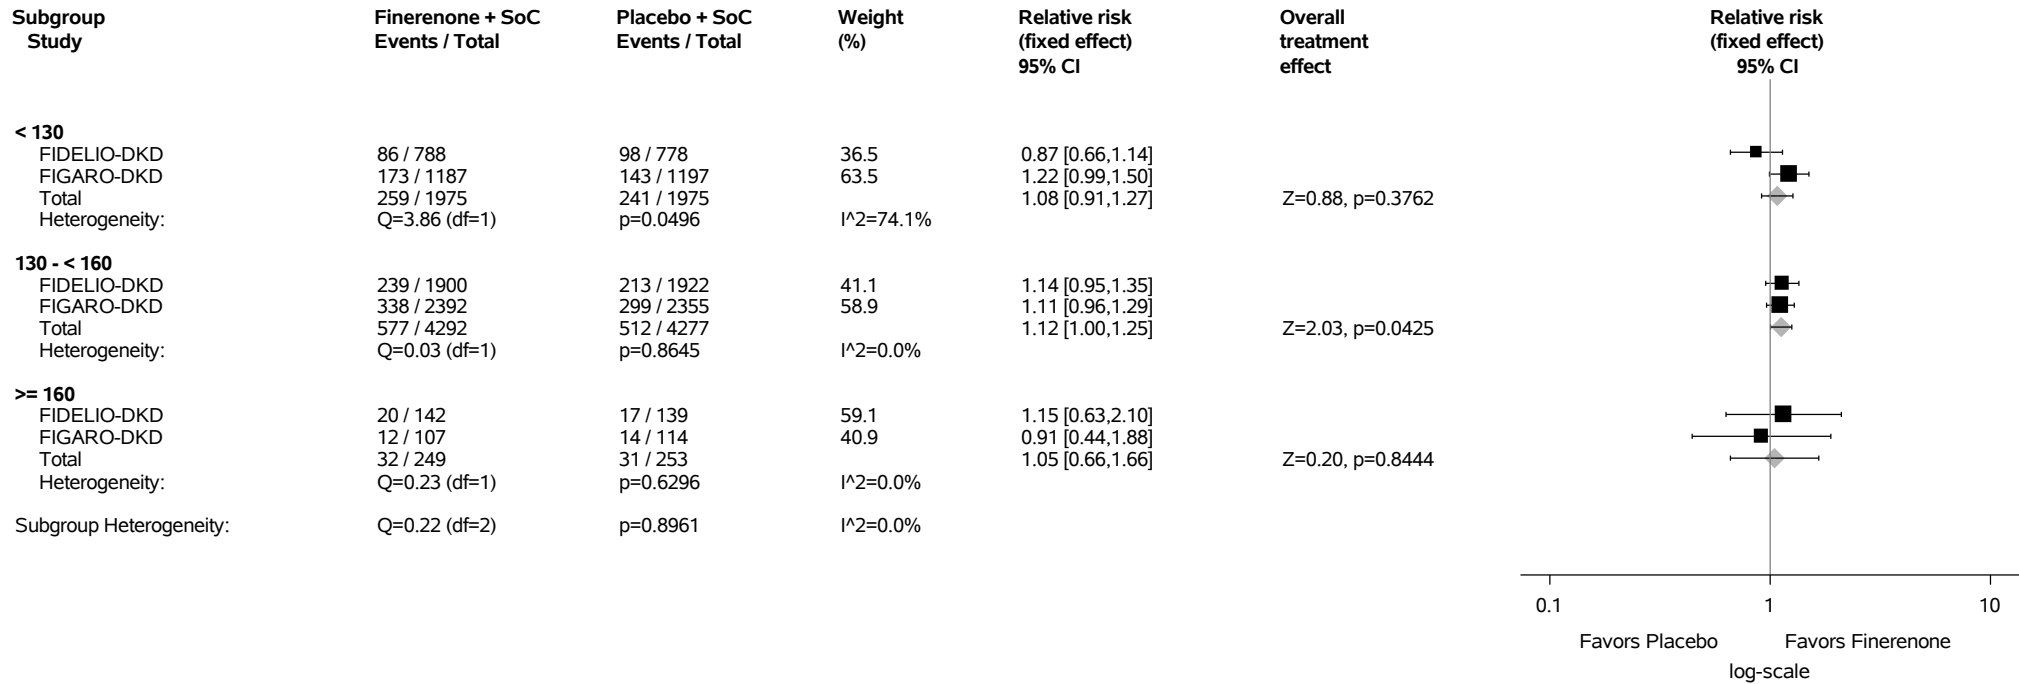 Subgroup Finerenone + SoC Placebo + SoC Weight Relative risk Overall Relative risk
Study Events / Total Events / Total (%) (fixed effect) treatment (fixed effect)
95% CI effect 95% CI
< 130
FIDELIO-DKD 86 / 788 98 / 778 36.5 0.87 [0.66,1.14]
FIGARO-DKD 173 / 1187 143 / 1197 63.5 1.22 [0.99,1.50]
Total 259 / 1975 241 / 1975 1.08 [0.91,1.27] Z=0.88, p=0.3762
Heterogeneity: Q=3.86 (df=1) p=0.0496 I^2=74.1%
130 - < 160
FIDELIO-DKD 239 / 1900 213 / 1922 41.1 1.14 [0.95,1.35]
FIGARO-DKD 338 / 2392 299 / 2355 58.9 1.11 [0.96,1.29]
Total 577 / 4292 512 / 4277 1.12 [1.00,1.25] Z=2.03, p=0.0425
Heterogeneity: Q=0.03 (df=1) p=0.8645 I^2=0.0%
>= 160
FIDELIO-DKD 20 / 142 17 / 139 59.1 1.15 [0.63,2.10]
FIGARO-DKD 12 / 107 14 / 114 40.9 0.91 [0.44,1.88]
Total 32 / 249 31 / 253 1.05 [0.66,1.66] Z=0.20, p=0.8444
Heterogeneity: Q=0.23 (df=1) p=0.6296 I^2=0.0%
Subgroup Heterogeneity: Q=0.22 (df=2) p=0.8961 I^2=0.0%
0.1 1 10
Favors Placebo Favors Finerenone
log-scale